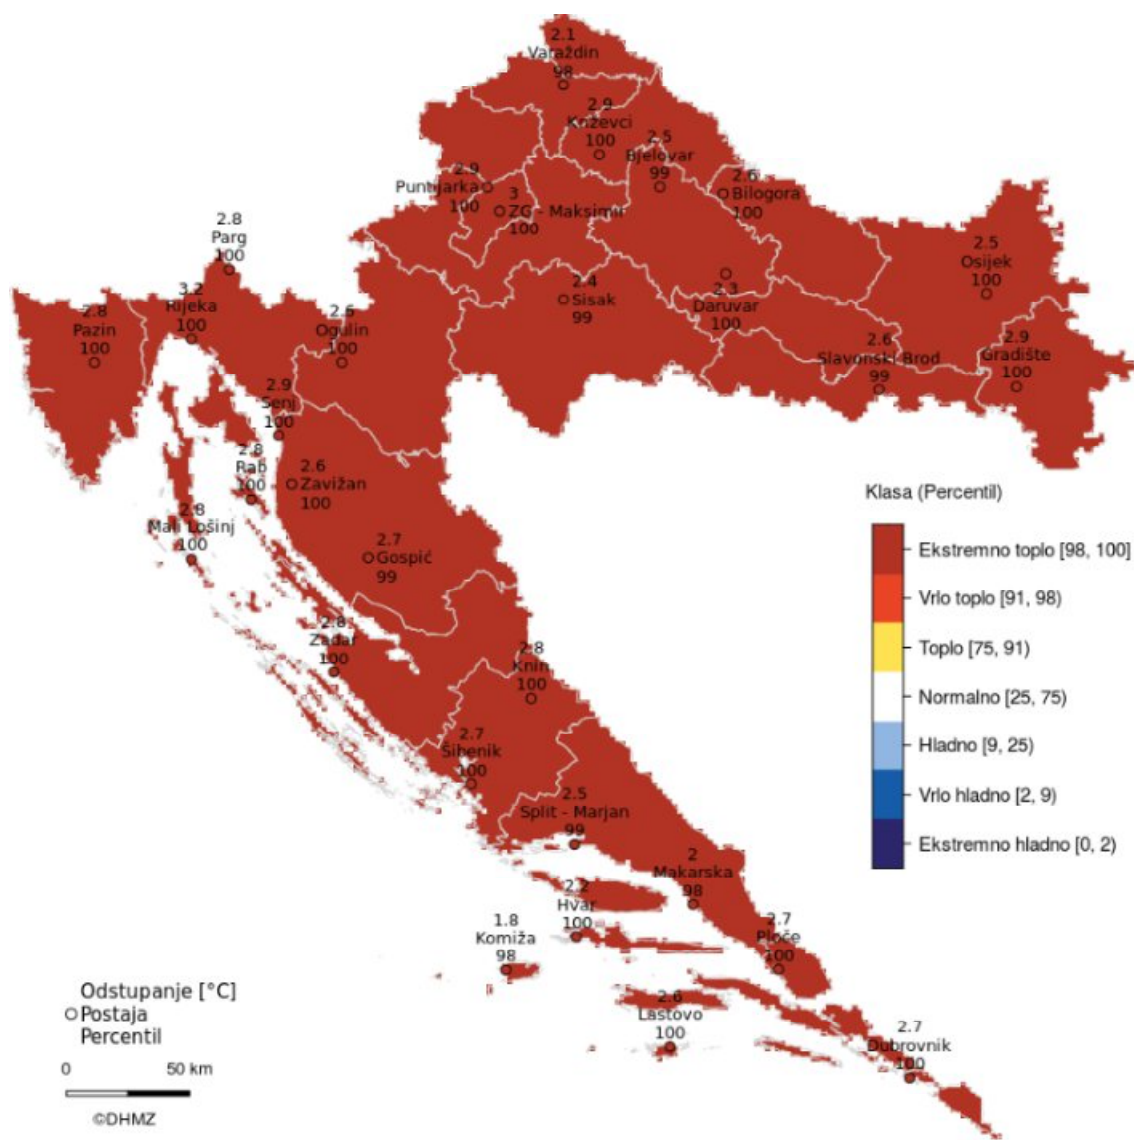 2.1
Varaždin
98
2.9
Križevci
100
2.5
Bjelovar
99
2.9
Puntijarka
100
3
ZG - Maksimir
100
2.6
Bilogora
100
2.8
Parg
100
2.5
Osijek
100
3.2
Rijeka
100
2.8
Pazin
100
2.5
Ogulin
100
2.4
Sisak
99
2.3
Daruvar
100
2.6
Slavonski Brod
99
2.9
Gradište
100
2.9
Senj
100
2.8
Rab
100
2.6
Zavižan
100
2.8
Mali Lošinj
100
2.7
Gospić
99
2.8
Zadar
100
2.8
Knin
100
2.7
Šibenik
100
2.5
Split - Marjan
99
2
Makarska
98
2.2
Hvar
100
1.8
Komiža
98
2.7
Ploče
100
2.6
Lastovo
100
2.7
Dubrovnik
100
Klasa (Percentil)
Ekstremno toplo [98, 100]
Vrlo toplo [91, 98)
Toplo [75, 91)
Normalno [25, 75)
Hladno [9, 25)
Vrlo hladno [2, 9)
Ekstremno hladno [0, 2)
Odstupanje [°C]
Postaja
Percentil
0 50 km
©DHMZ